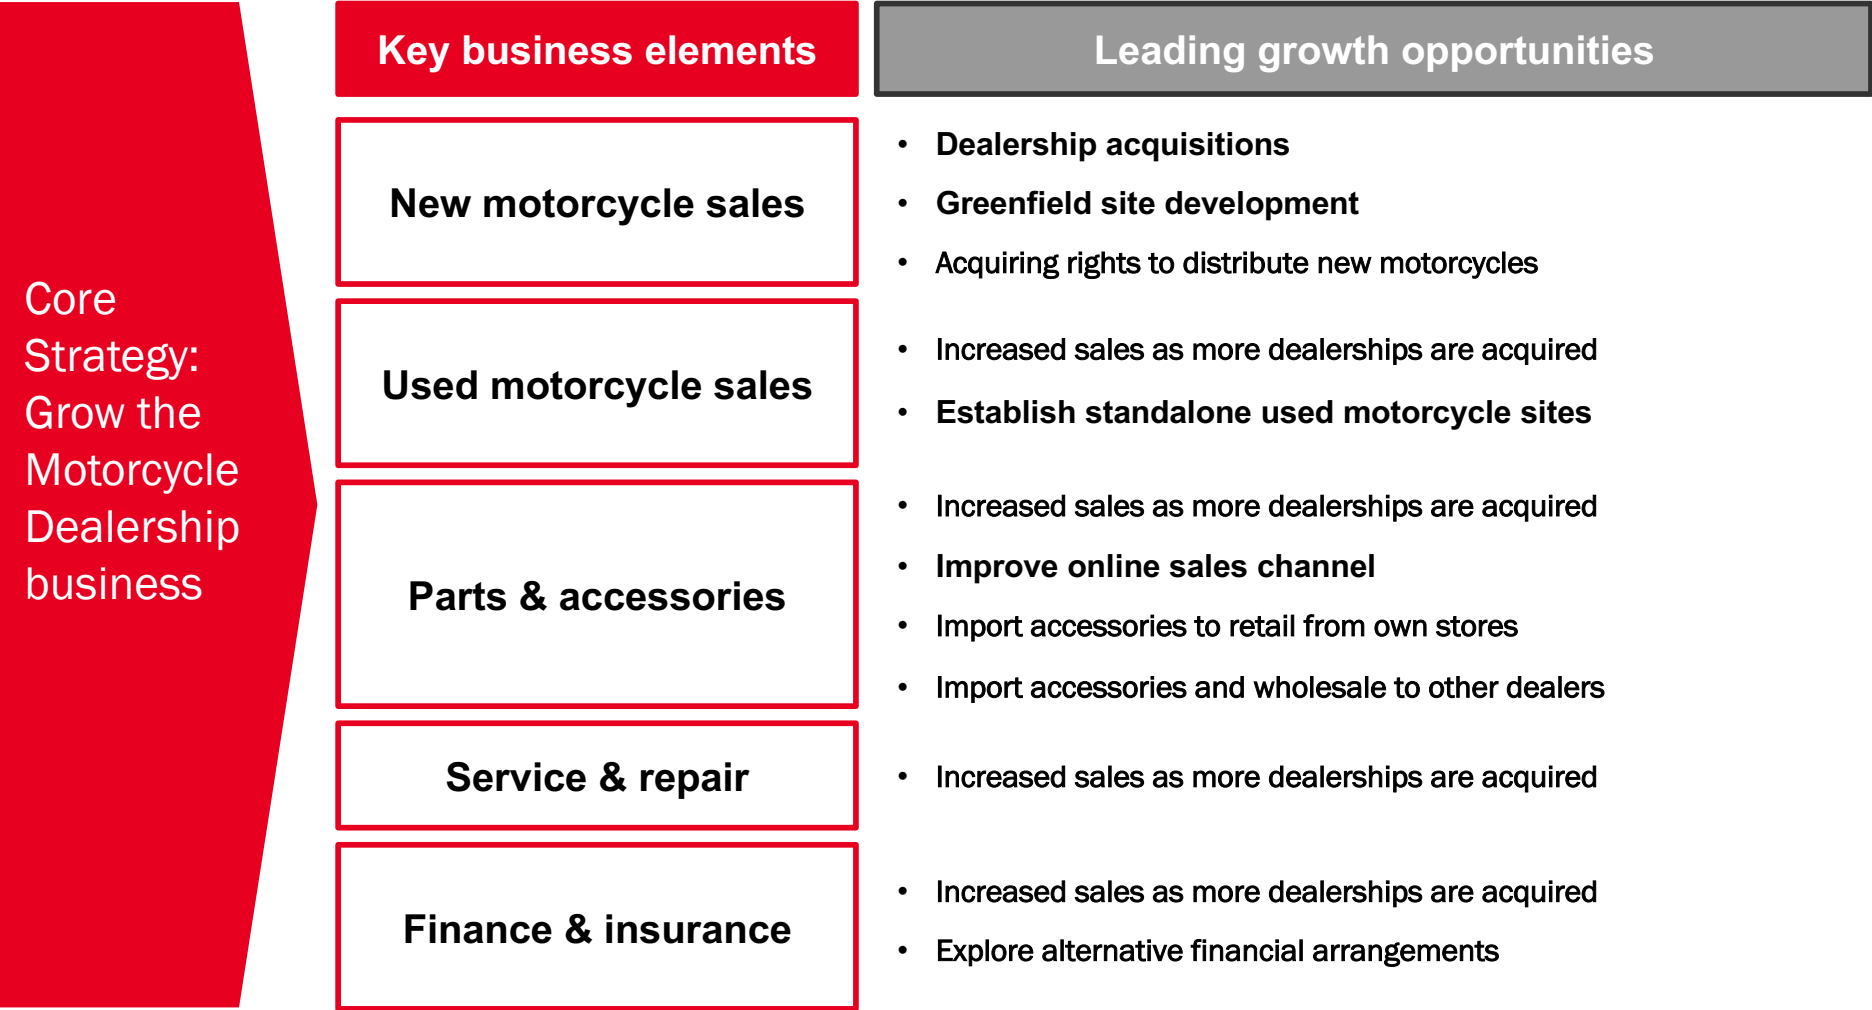 Core
Strategy:
Grow the
Motorcycle
Dealership
business
Key business elements
Leading growth opportunities
New motorcycle sales
• Dealership acquisitions
• Greenfield site development
• Acquiring rights to distribute new motorcycles
Used motorcycle sales
• Increased sales as more dealerships are acquired
• Establish standalone used motorcycle sites
Parts & accessories
• Increased sales as more dealerships are acquired
• Improve online sales channel
• Import accessories to retail from own stores
• Import accessories and wholesale to other dealers
Service & repair
• Increased sales as more dealerships are acquired
Finance & insurance
• Increased sales as more dealerships are acquired
• Explore alternative financial arrangements